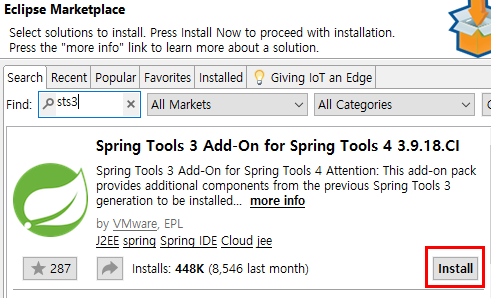 Eclipse Marketplace
Select solutions to install. Press Install Now to proceed with installation.
Press the "more info" link to learn more about a solution.
Search Recent Popular Favorites Installed Giving IoT an Edge
Find: sts3 All Markets All Categories
Spring Tools 3 Add-On for Spring Tools 4 3.9.18.CI
Spring Tools 3 Add-On for Spring Tools 4 Attention: This add-on pack
provides additional components from the previous Spring Tools 3
generation to be installed... more info
by VMware, EPL
J2EE spring Spring IDE Cloud jee
287 Installs: 448K (8,546 last month) Install